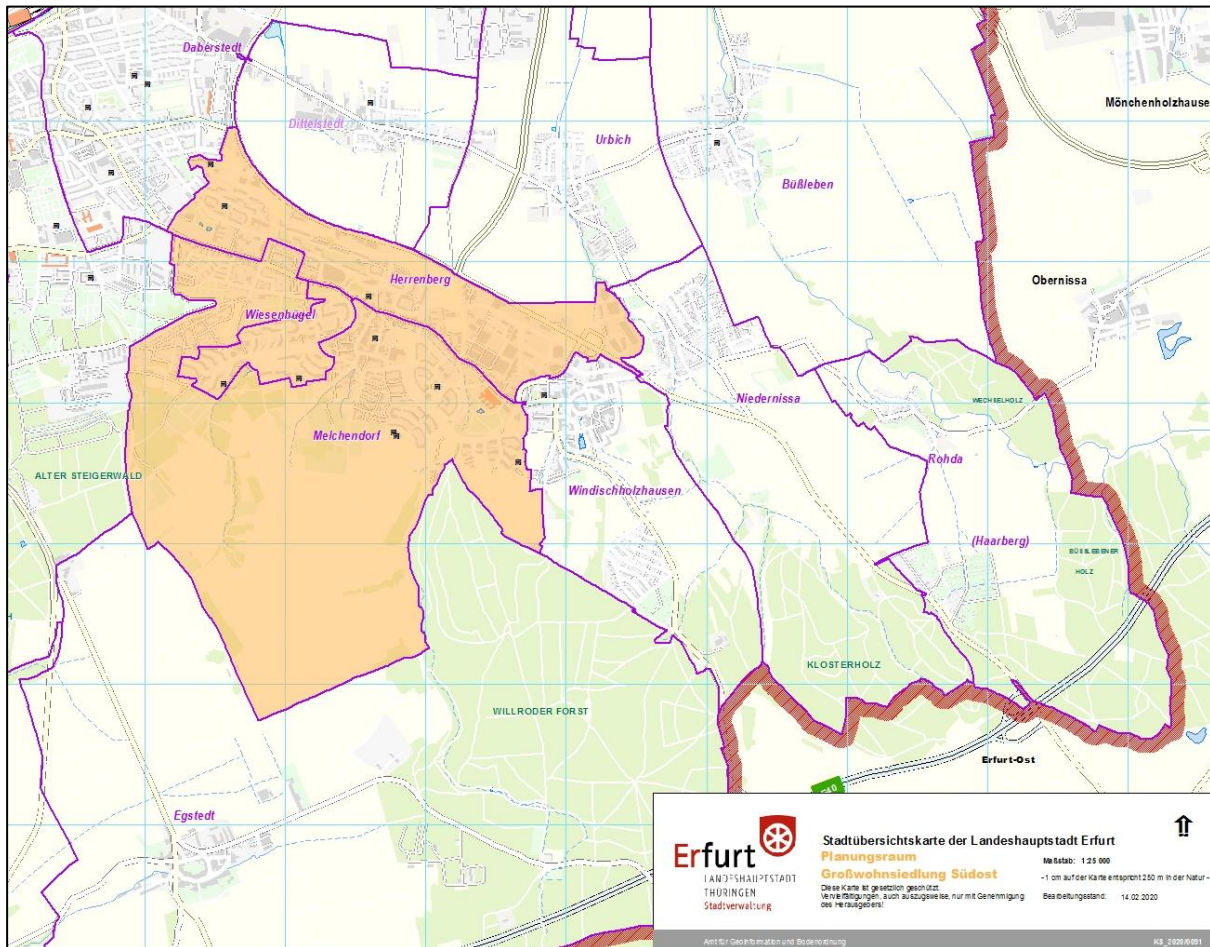 Daberstedt
Mönchenholzhause
Dittelstedt
Urbich
Büßleben
Herrenberg
Obernissa
Wiesenhügel
Niedernissa
WECHSELHOLZ
Melchendorf
Rohda
ALTER STEIGERWALD
Windischholzhausen
(Haarberg)
BÜßLEBENER
HOLZ
KLOSTERHOLZ
WILLRODER FORST
Erfurt-Ost
Egstedt
Erfurt
LANDESHAUPTSTADT
THÜRINGEN
Stadtverwaltung
Stadtübersichtskarte der Landeshauptstadt Erfurt
Planungsraum
Großwohnsiedlung Südost
Diese Karte ist gesetzlich geschützt.
Vervielfältigungen, auch auszugsweise, nur mit Genehmigung
des Herausgebers!
Maßstab: 1:25 000
- 1 cm auf der Karte entspricht 250 m in der Natur -
Bearbeitungsstand: 14.02.2020
Amt für Geoinformation und Bodenordnung
KS_2020/0091